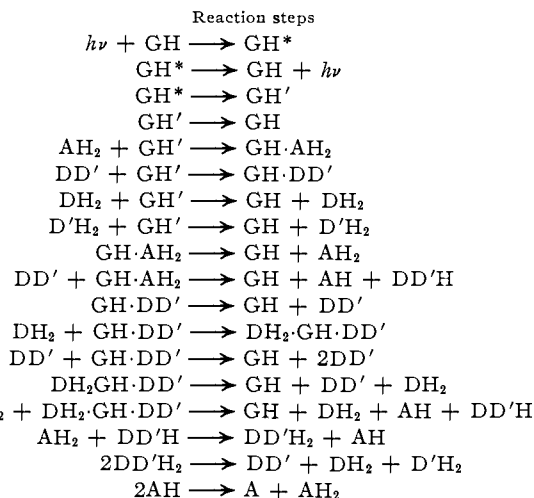 Reaction steps
hν + GH ⟶ GH*
GH* ⟶ GH + hν
GH* ⟶ GH′
GH′ ⟶ GH
AH₂ + GH′ ⟶ GH·AH₂
DD′ + GH′ ⟶ GH·DD′
DH₂ + GH′ ⟶ GH + DH₂
D′H₂ + GH′ ⟶ GH + D′H₂
GH·AH₂ ⟶ GH + AH₂
DD′ + GH·AH₂ ⟶ GH + AH + DD′H
GH·DD′ ⟶ GH + DD′
DH₂ + GH·DD′ ⟶ DH₂·GH·DD′
DD′ + GH·DD′ ⟶ GH + 2DD′
DH₂GH·DD′ ⟶ GH + DD′ + DH₂
₂ + DH₂·GH·DD′ ⟶ GH + DH₂ + AH + DD′H
AH₂ + DD′H ⟶ DD′H₂ + AH
2DD′H₂ ⟶ DD′ + DH₂ + D′H₂
2AH ⟶ A + AH₂